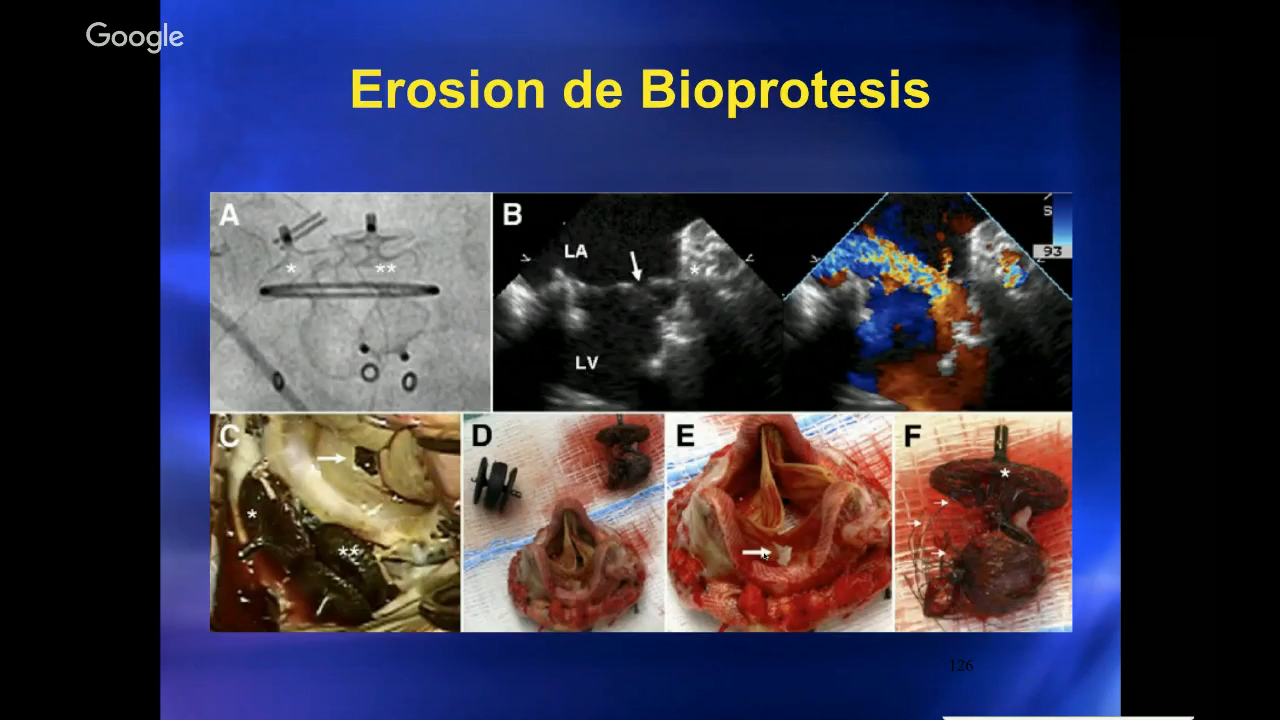 Google
Erosion de Bioprotesis
A
*
**
B
LA
*
LV
S
93
C
*
**
D
E
F
*
126